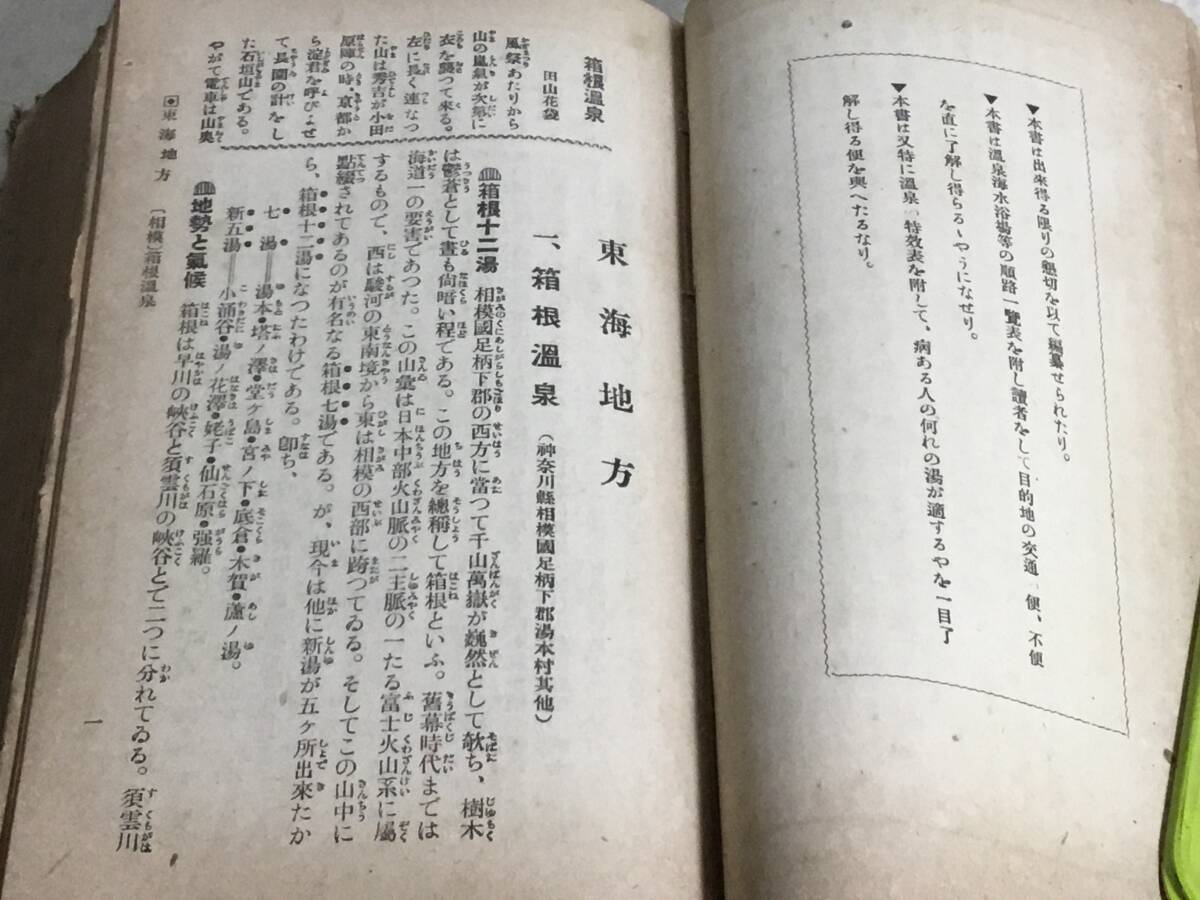 ▼本書は出来得る限りの懇切を以て編纂せられたり。
▼本書は溫泉海水浴場等の順路一覽表を附し讀者をして目的地の交通の便、不便
を直に了解し得らるゝやうになせり。
▼本書は又特に溫泉の特效表を附して、病ある人の何れの湯が適するやを一目了
解し得る便を與へたるなり。
東海地方
一、箱根溫泉（神奈川縣相模國足柄下郡湯本村其他）
箱根十二湯 相模國足柄下郡の西方に當つて千山萬嶽が巍然として欹ち、樹木
は鬱蒼として晝も尙暗い程である。この地方を總稱して箱根といふ。舊幕時代までは
海道一の要害であつた。この山彙は日本中部火山脈の二主脈の一たる富士火山系に屬
するもので、西は駿河の東南境から東は相模の西部に跨つてゐる。そしてこの山中に
點綴されてあるのが有名なる箱根七湯である。が、現今は他に新湯が五ヶ所出來たか
ら、箱根十二湯になつたわけである。卽ち、
七湯──湯本・塔ノ澤・堂ヶ島・宮ノ下・底倉・木賀・蘆ノ湯。
新五湯──小涌谷・湯ノ花澤・姥子・仙石原・强羅。
地勢と氣候 箱根は早川の峽谷と須雲川の峽谷とで二つに分れてゐる。須雲川
箱根溫泉
田山花袋
風祭あたりから
山の嵐氣が次第に
衣を襲つて來る。
左に長く連なつ
た山は秀吉が小田
原陣の時、京都か
ら淀君を呼びよせ
て長圍の計をし
た石垣山である。
やがて電車は山奧
東海地方 〔相模〕箱根溫泉
一